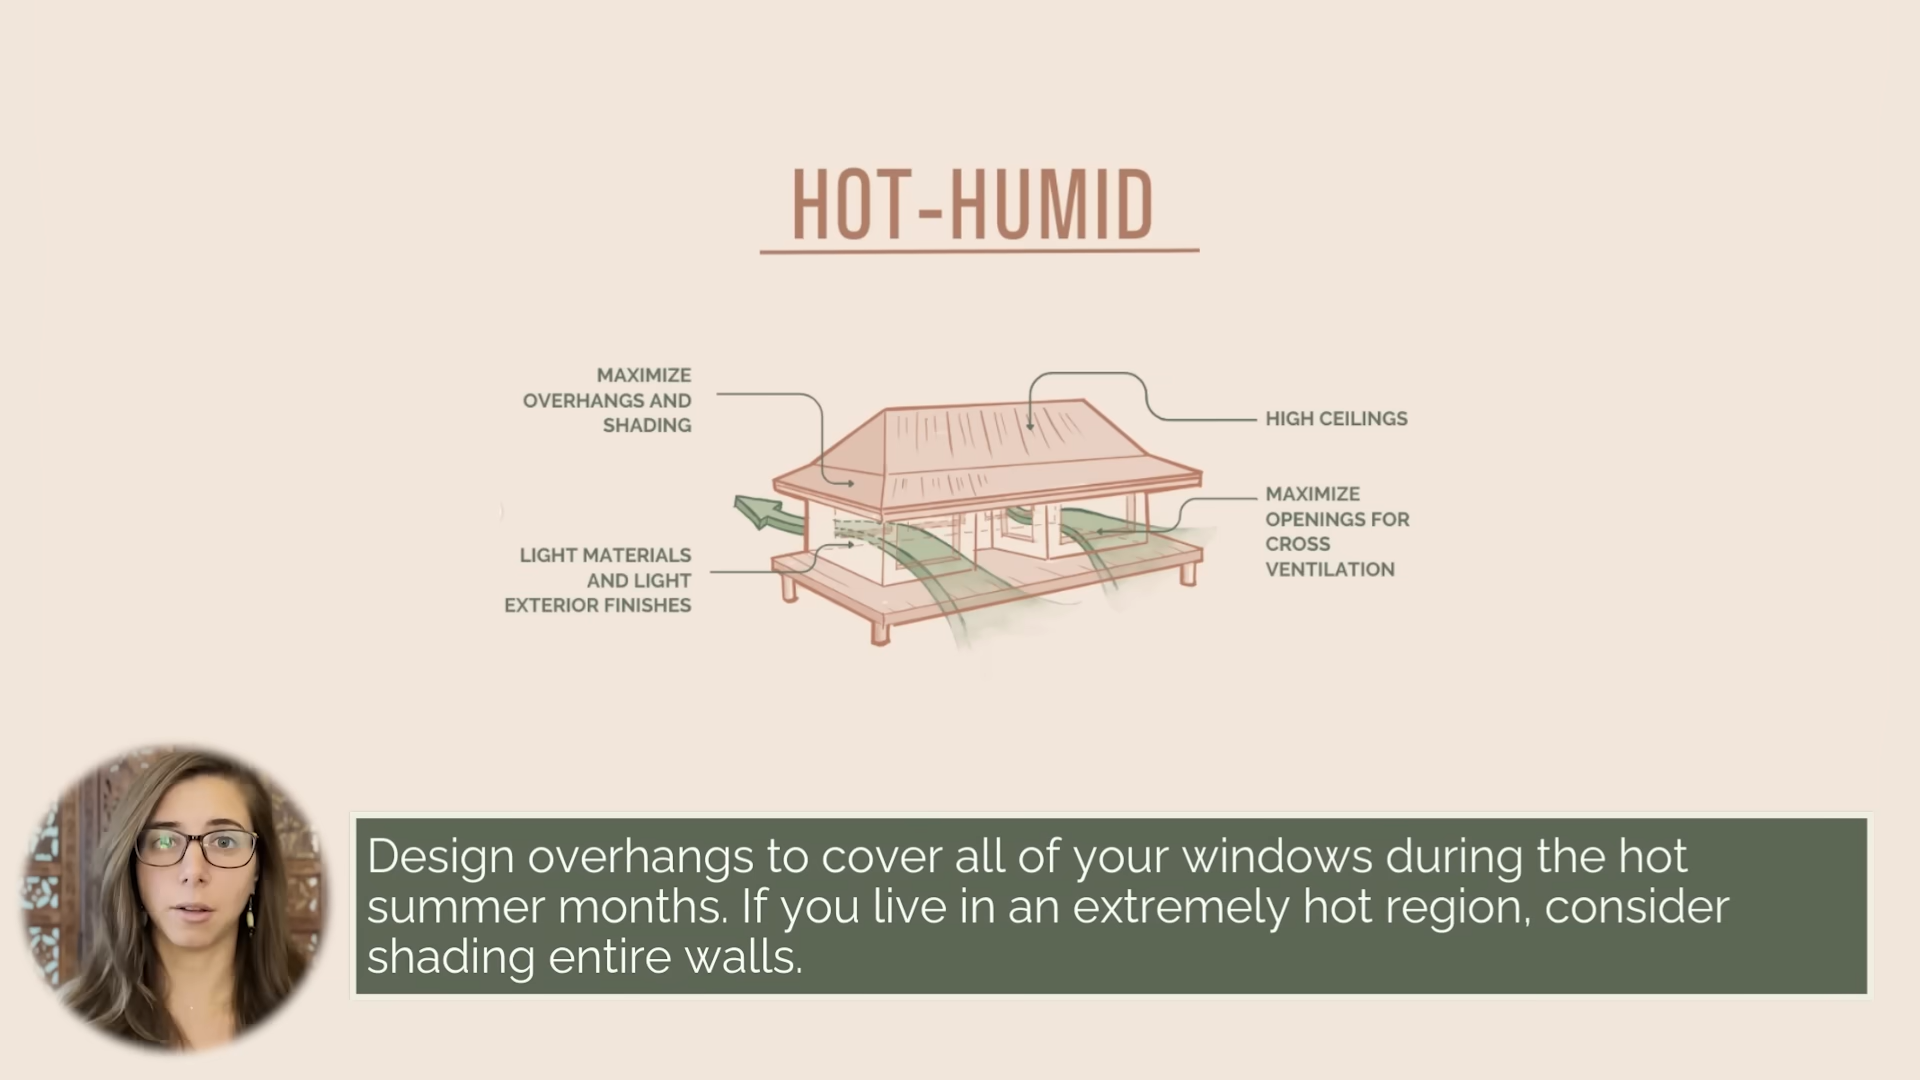 HOT-HUMID
MAXIMIZE
OVERHANGS AND
SHADING
HIGH CEILINGS
MAXIMIZE
OPENINGS FOR
CROSS
VENTILATION
LIGHT MATERIALS
AND LIGHT
EXTERIOR FINISHES
Design overhangs to cover all of your windows during the hot
summer months. If you live in an extremely hot region, consider
shading entire walls.